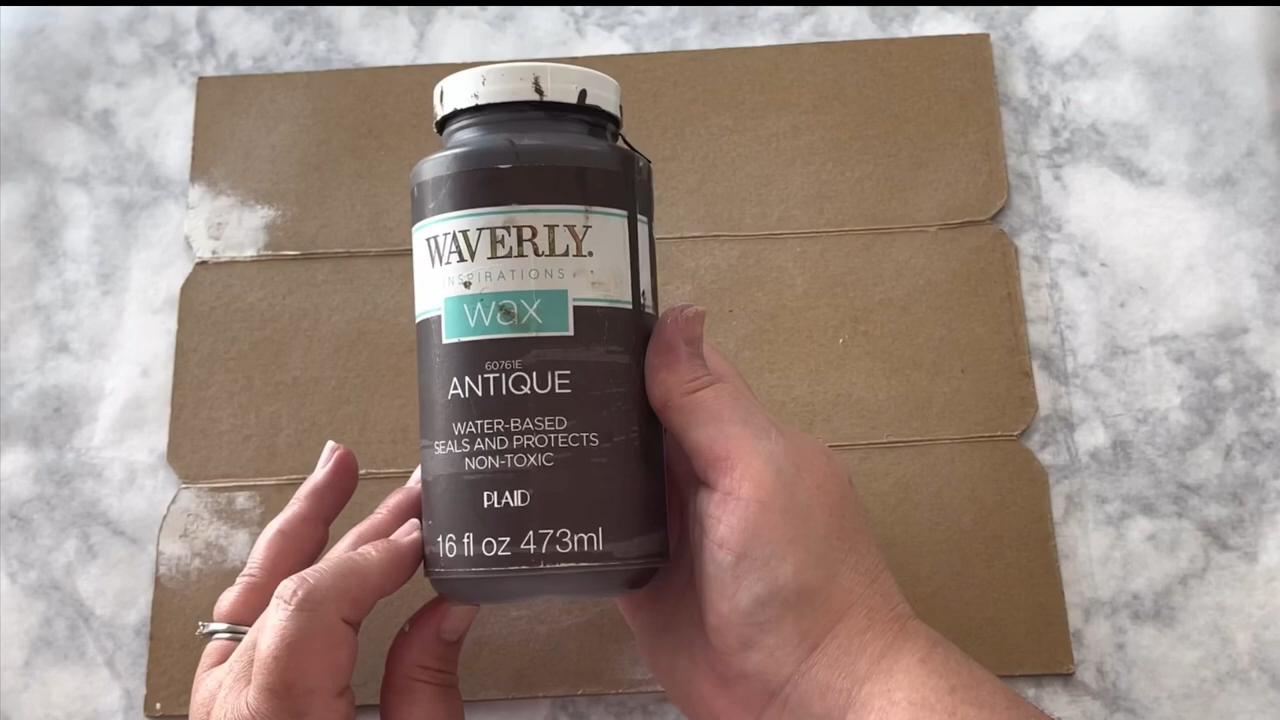 WAVERLY.
INSPIRATIONS
wax
60761E
ANTIQUE
WATER-BASED
SEALS AND PROTECTS
NON-TOXIC
PLAID
16 fl oz 473ml